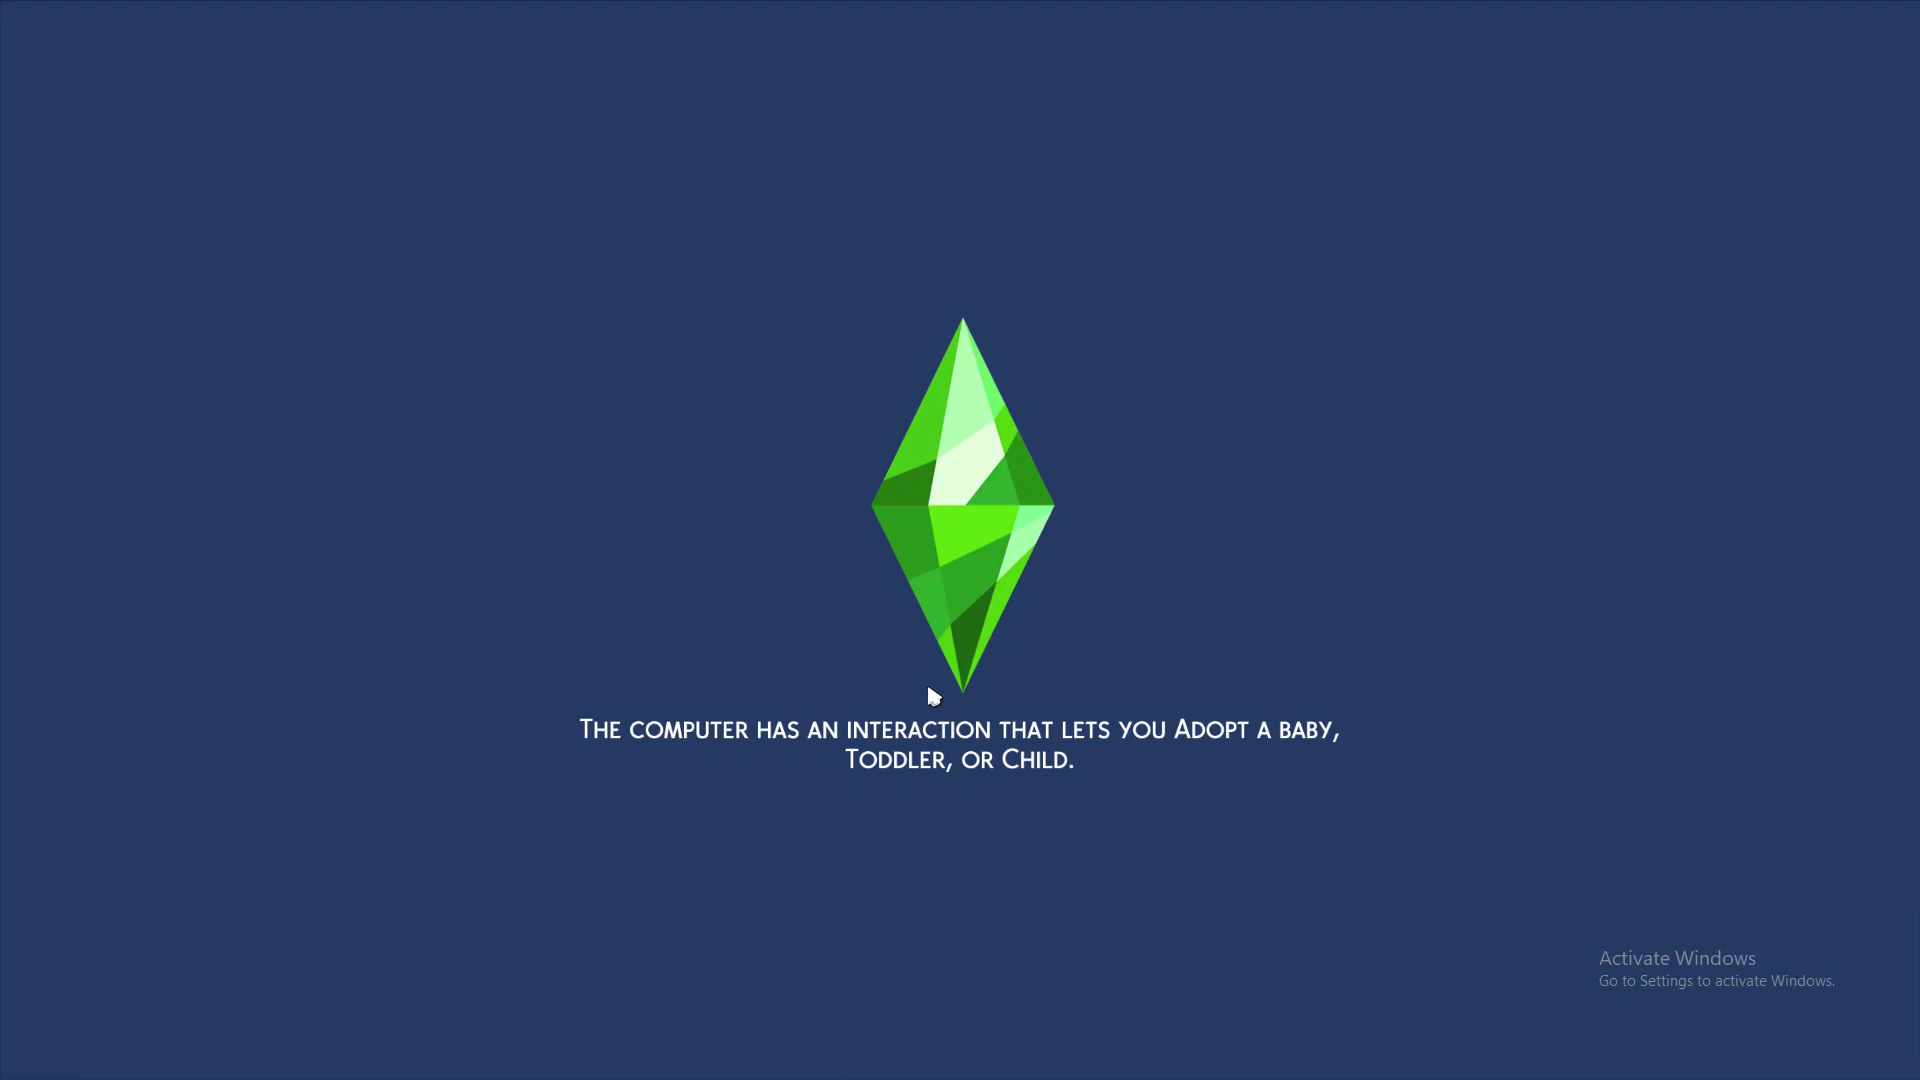 The computer has an interaction that lets you Adopt a baby,
Toddler, or Child.
Activate Windows
Go to Settings to activate Windows.